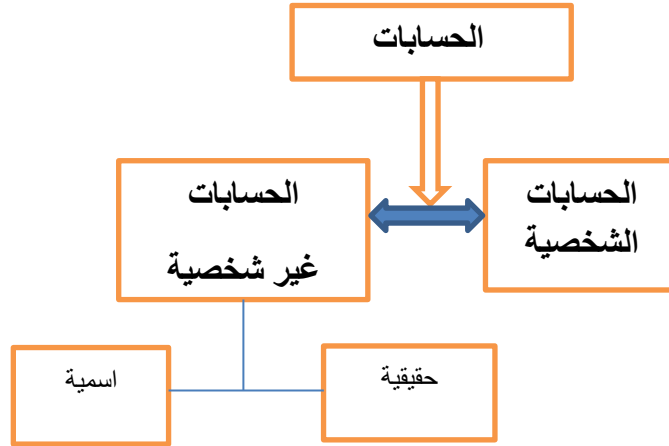 الحسابات
الحسابات
الشخصية
الحسابات
غير شخصية
حقيقية
اسمية